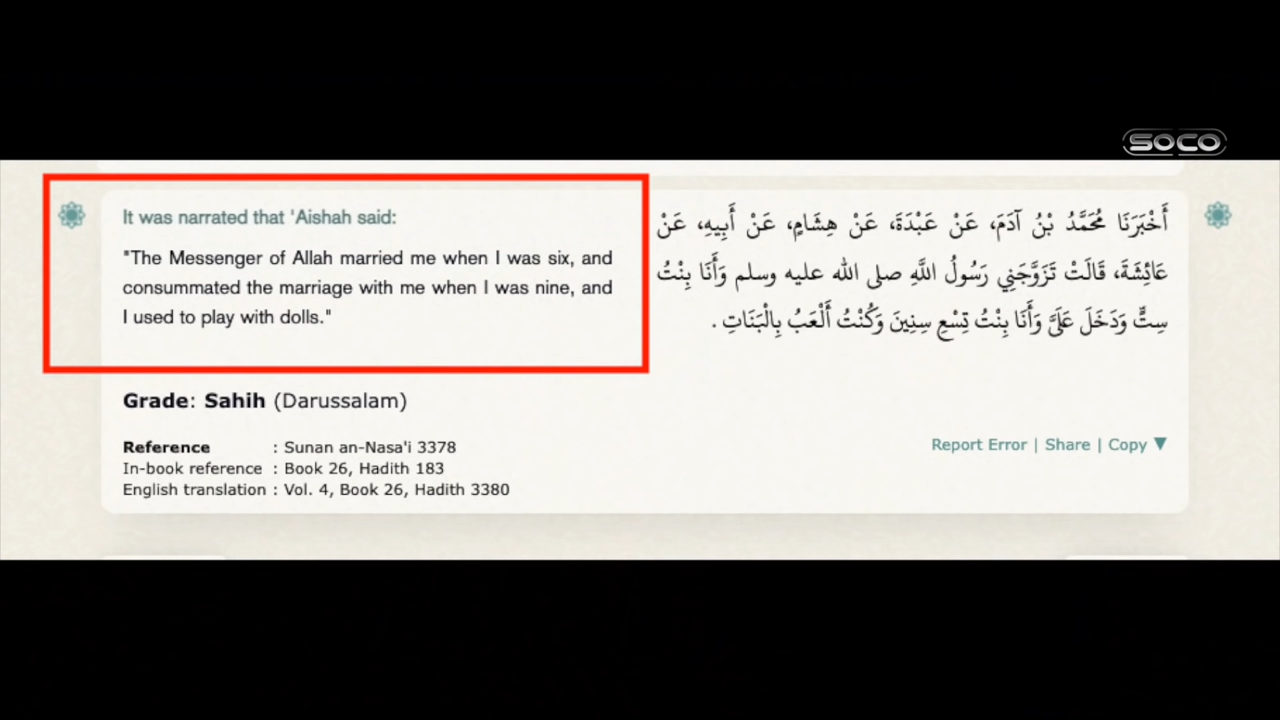 SOCO
It was narrated that 'Aishah said:
"The Messenger of Allah married me when I was six, and
consummated the marriage with me when I was nine, and
I used to play with dolls."
أَخْبَرَنَا مُحَمَّدُ بْنُ آدَمَ، عَنْ عَبْدَةَ، عَنْ هِشَامٍ، عَنْ أَبِيهِ، عَنْ
عَائِشَةَ، قَالَتْ تَزَوَّجَنِي رَسُولُ اللَّهِ صلى الله عليه وسلم وَأَنَا بِنْتُ
سِتٍّ وَدَخَلَ عَلَىَّ وَأَنَا بِنْتُ تِسْعِ سِنِينَ وَكُنْتُ أَلْعَبُ بِالْبَنَاتِ .
Grade: Sahih (Darussalam)
Reference : Sunan an-Nasa'i 3378
In-book reference : Book 26, Hadith 183
English translation : Vol. 4, Book 26, Hadith 3380
Report Error | Share | Copy ▼